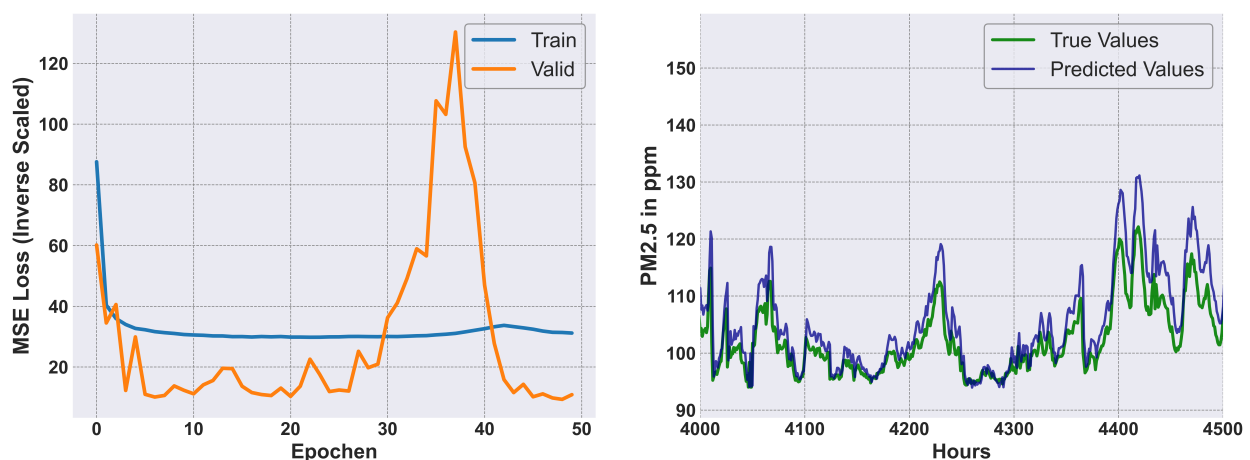 MSE Loss (Inverse Scaled)
120
100
80
60
40
20
0 10 20 30 40 50
Epochen
Train
Valid
PM2.5 in ppm
150
140
130
120
110
100
90
4000 4100 4200 4300 4400 4500
Hours
True Values
Predicted Values